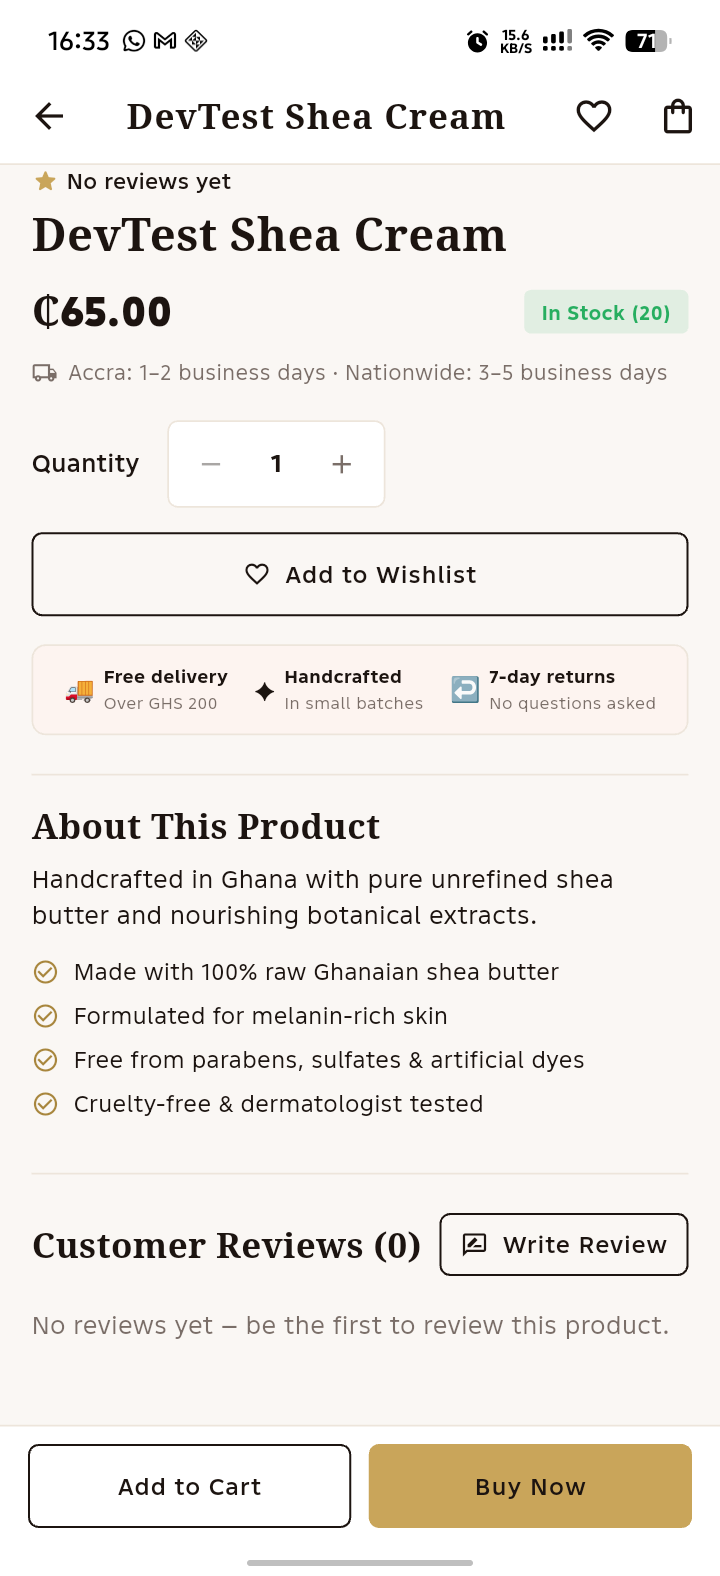 16:33
15.6 KB/S
71
DevTest Shea Cream
No reviews yet
DevTest Shea Cream
₵65.00
In Stock (20)
Accra: 1–2 business days · Nationwide: 3–5 business days
Quantity
1
Add to Wishlist
Free delivery
Over GHS 200
Handcrafted
In small batches
7-day returns
No questions asked
About This Product
Handcrafted in Ghana with pure unrefined shea
butter and nourishing botanical extracts.
Made with 100% raw Ghanaian shea butter
Formulated for melanin-rich skin
Free from parabens, sulfates & artificial dyes
Cruelty-free & dermatologist tested
Customer Reviews (0)
Write Review
No reviews yet — be the first to review this product.
Add to Cart
Buy Now